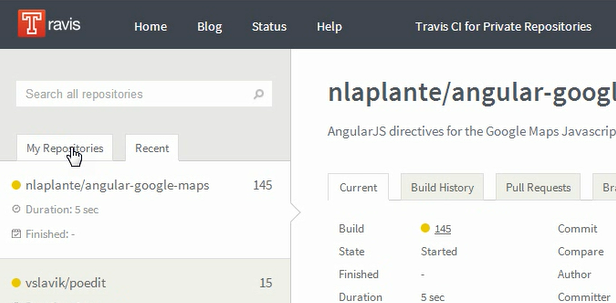 Travis Home Blog Status Help Travis CI for Private Repositories
Search all repositories
My Repositories Recent
nlaplante/angular-google-maps 145
Duration: 5 sec
Finished: -
vslavik/poedit 15
nlaplante/angular-goog
AngularJS directives for the Google Maps Javascrip
Current Build History Pull Requests Bra
Build 145 Commit
State Started Compare
Finished - Author
Duration 5 sec Committer